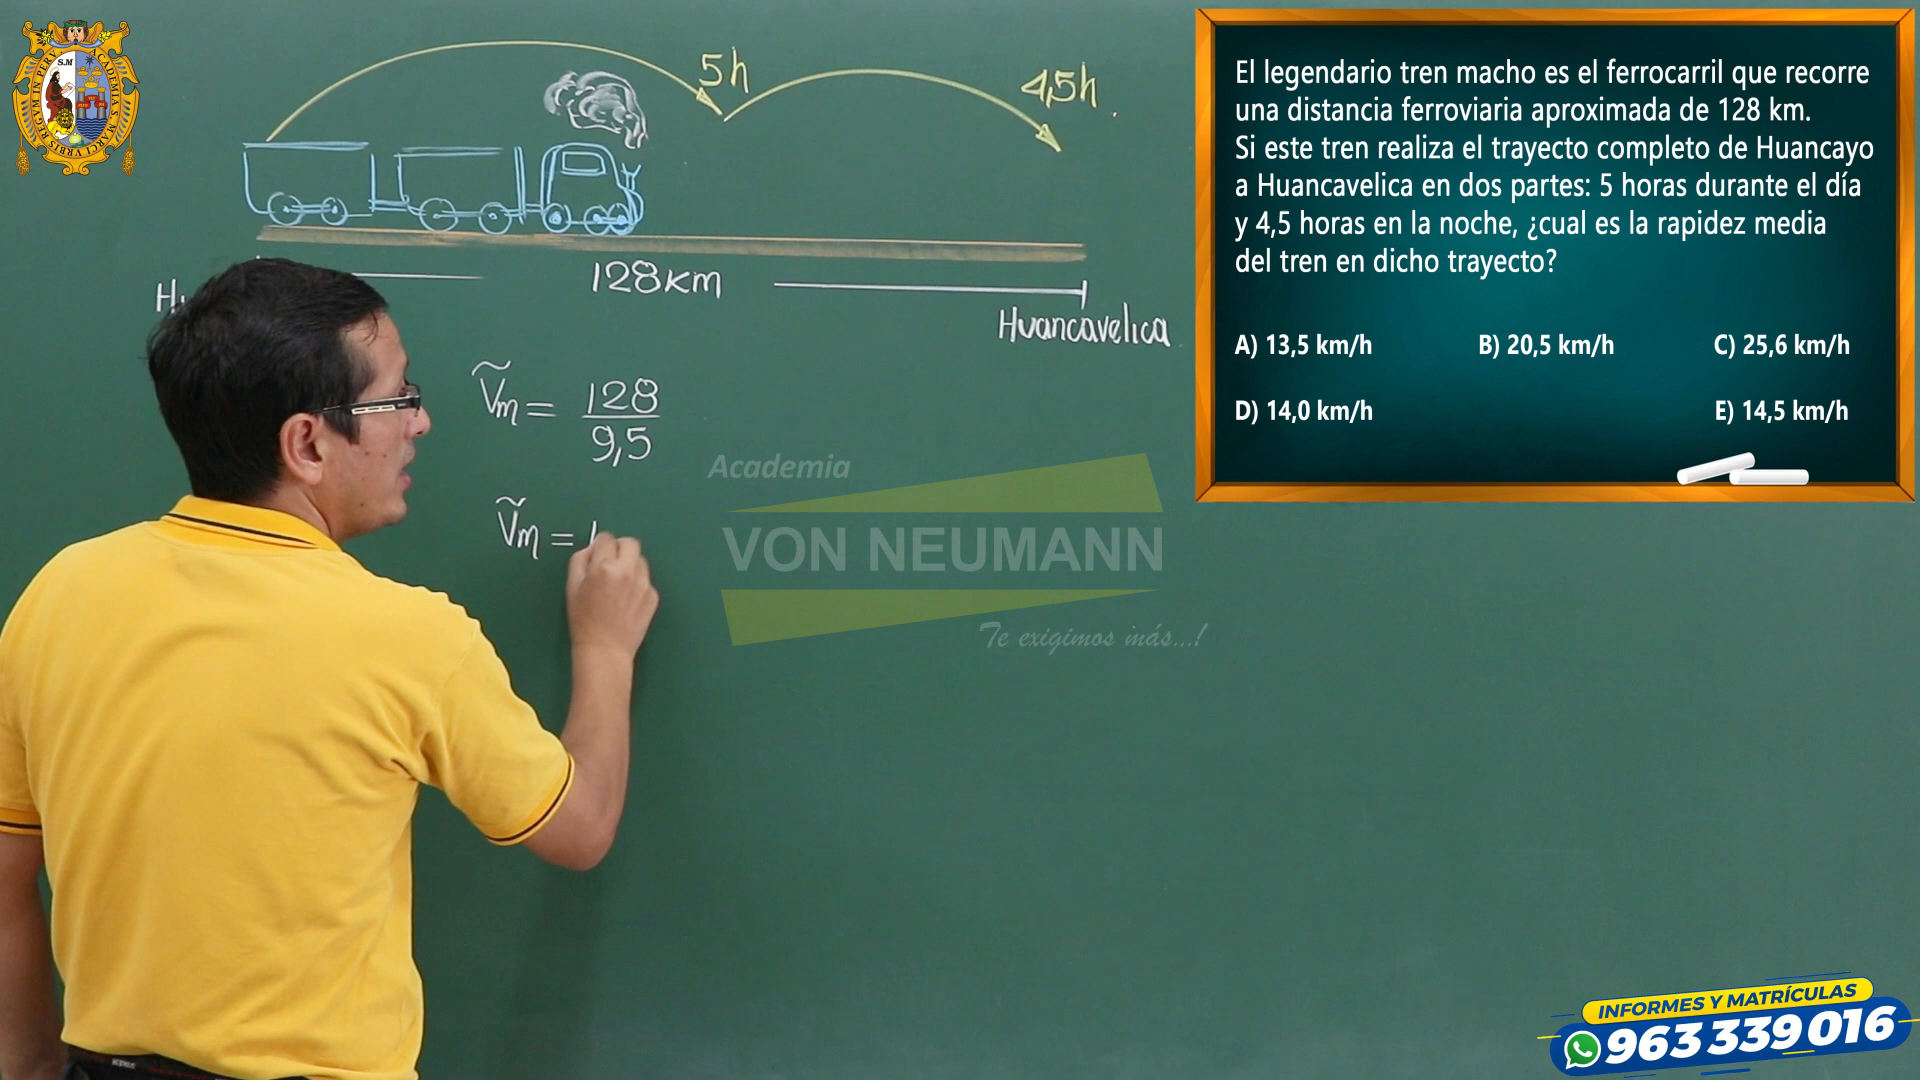 5h
4,5h
128km
Huancavelica
Ṽm = 128
9,5
Ṽm =
El legendario tren macho es el ferrocarril que recorre
una distancia ferroviaria aproximada de 128 km.
Si este tren realiza el trayecto completo de Huancayo
a Huancavelica en dos partes: 5 horas durante el día
y 4,5 horas en la noche, ¿cual es la rapidez media
del tren en dicho trayecto?
A) 13,5 km/h B) 20,5 km/h C) 25,6 km/h
D) 14,0 km/h E) 14,5 km/h
Academia
VON NEUMANN
Te exigimos más...!
INFORMES Y MATRÍCULAS
963 339 016